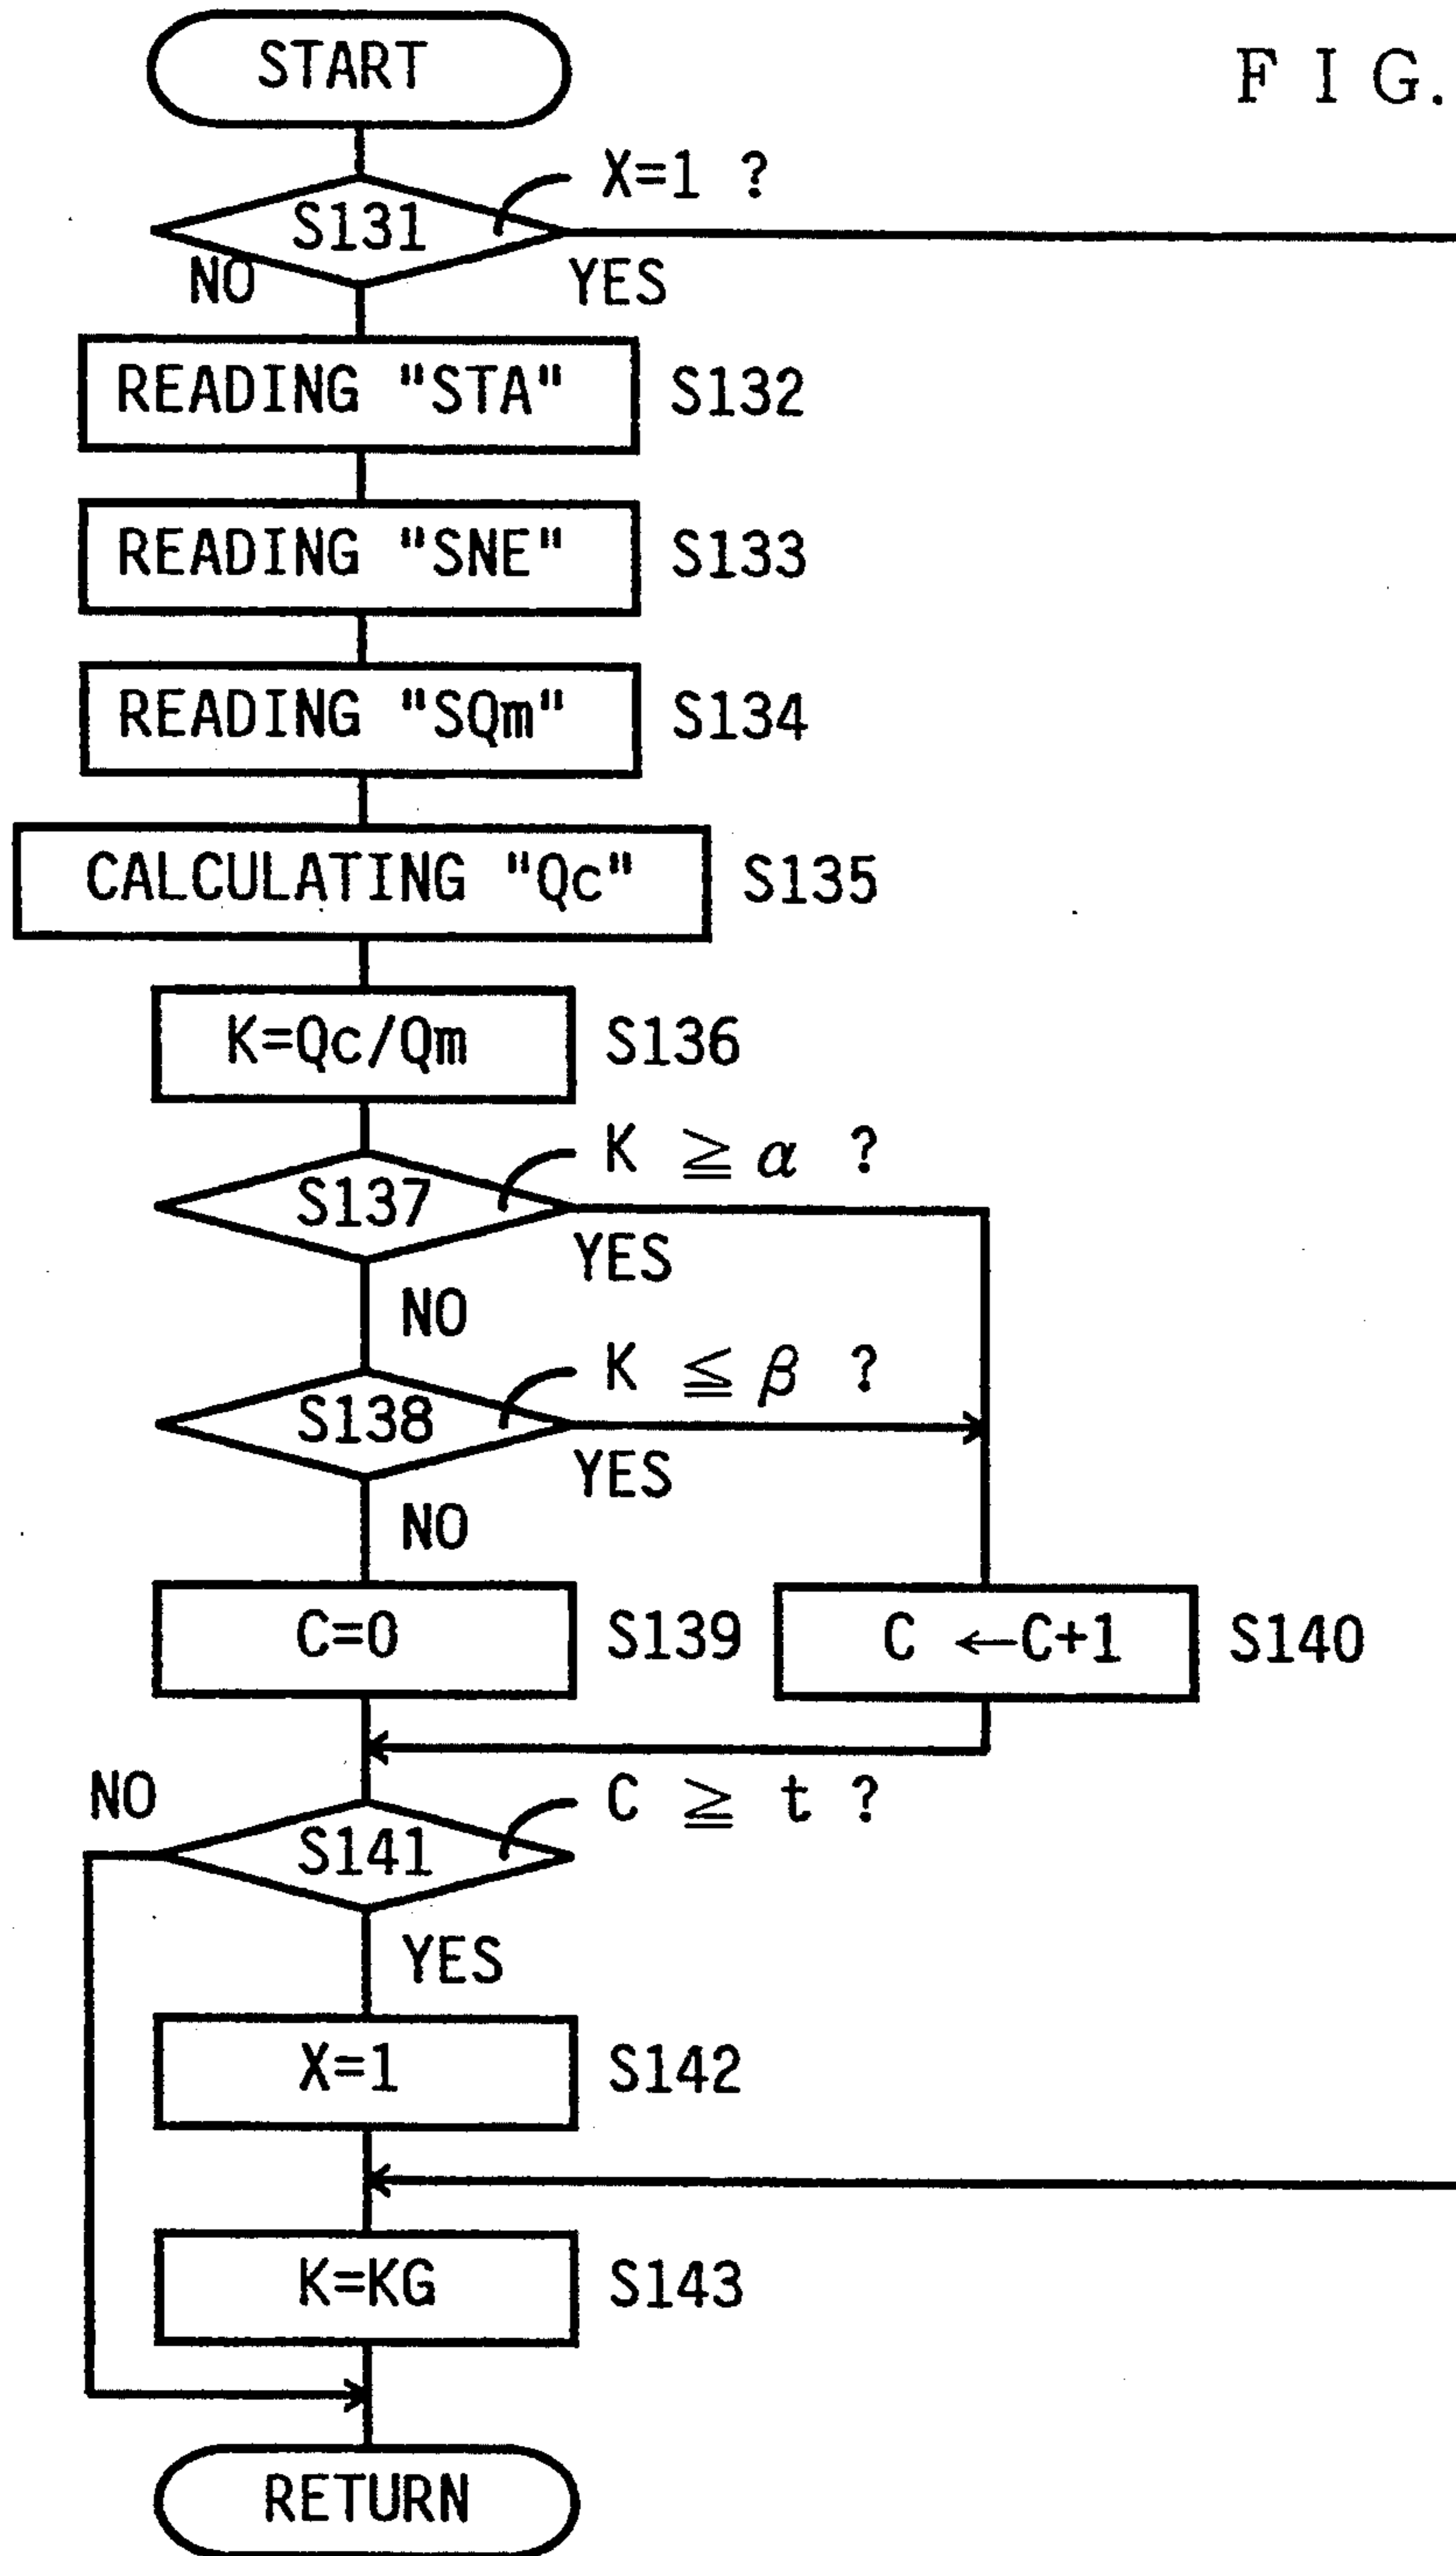 START
F I G.
X=1 ?
S131
NO
YES
READING "STA" S132
READING "SNE" S133
READING "SQm" S134
CALCULATING "Qc" S135
K=Qc/Qm S136
K ≧ α ?
S137
YES
NO
K ≦ β ?
S138
YES
NO
C=0 S139
C ←C+1 S140
NO
C ≧ t ?
S141
YES
X=1 S142
K=KG S143
RETURN